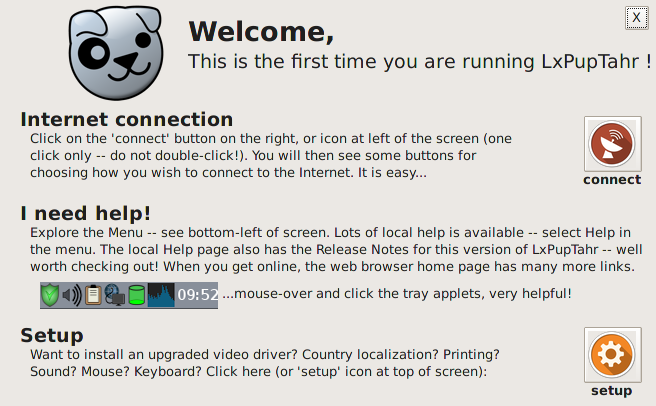 Welcome,
X
This is the first time you are running LxPupTahr !
Internet connection
Click on the 'connect' button on the right, or icon at left of the screen (one
click only -- do not double-click!). You will then see some buttons for
choosing how you wish to connect to the Internet. It is easy...
connect
I need help!
Explore the Menu -- see bottom-left of screen. Lots of local help is available -- select Help in
the menu. The local Help page also has the Release Notes for this version of LxPupTahr -- well
worth checking out! When you get online, the web browser home page has many more links.
09:52 ...mouse-over and click the tray applets, very helpful!
Setup
Want to install an upgraded video driver? Country localization? Printing?
Sound? Mouse? Keyboard? Click here (or 'setup' icon at top of screen):
setup